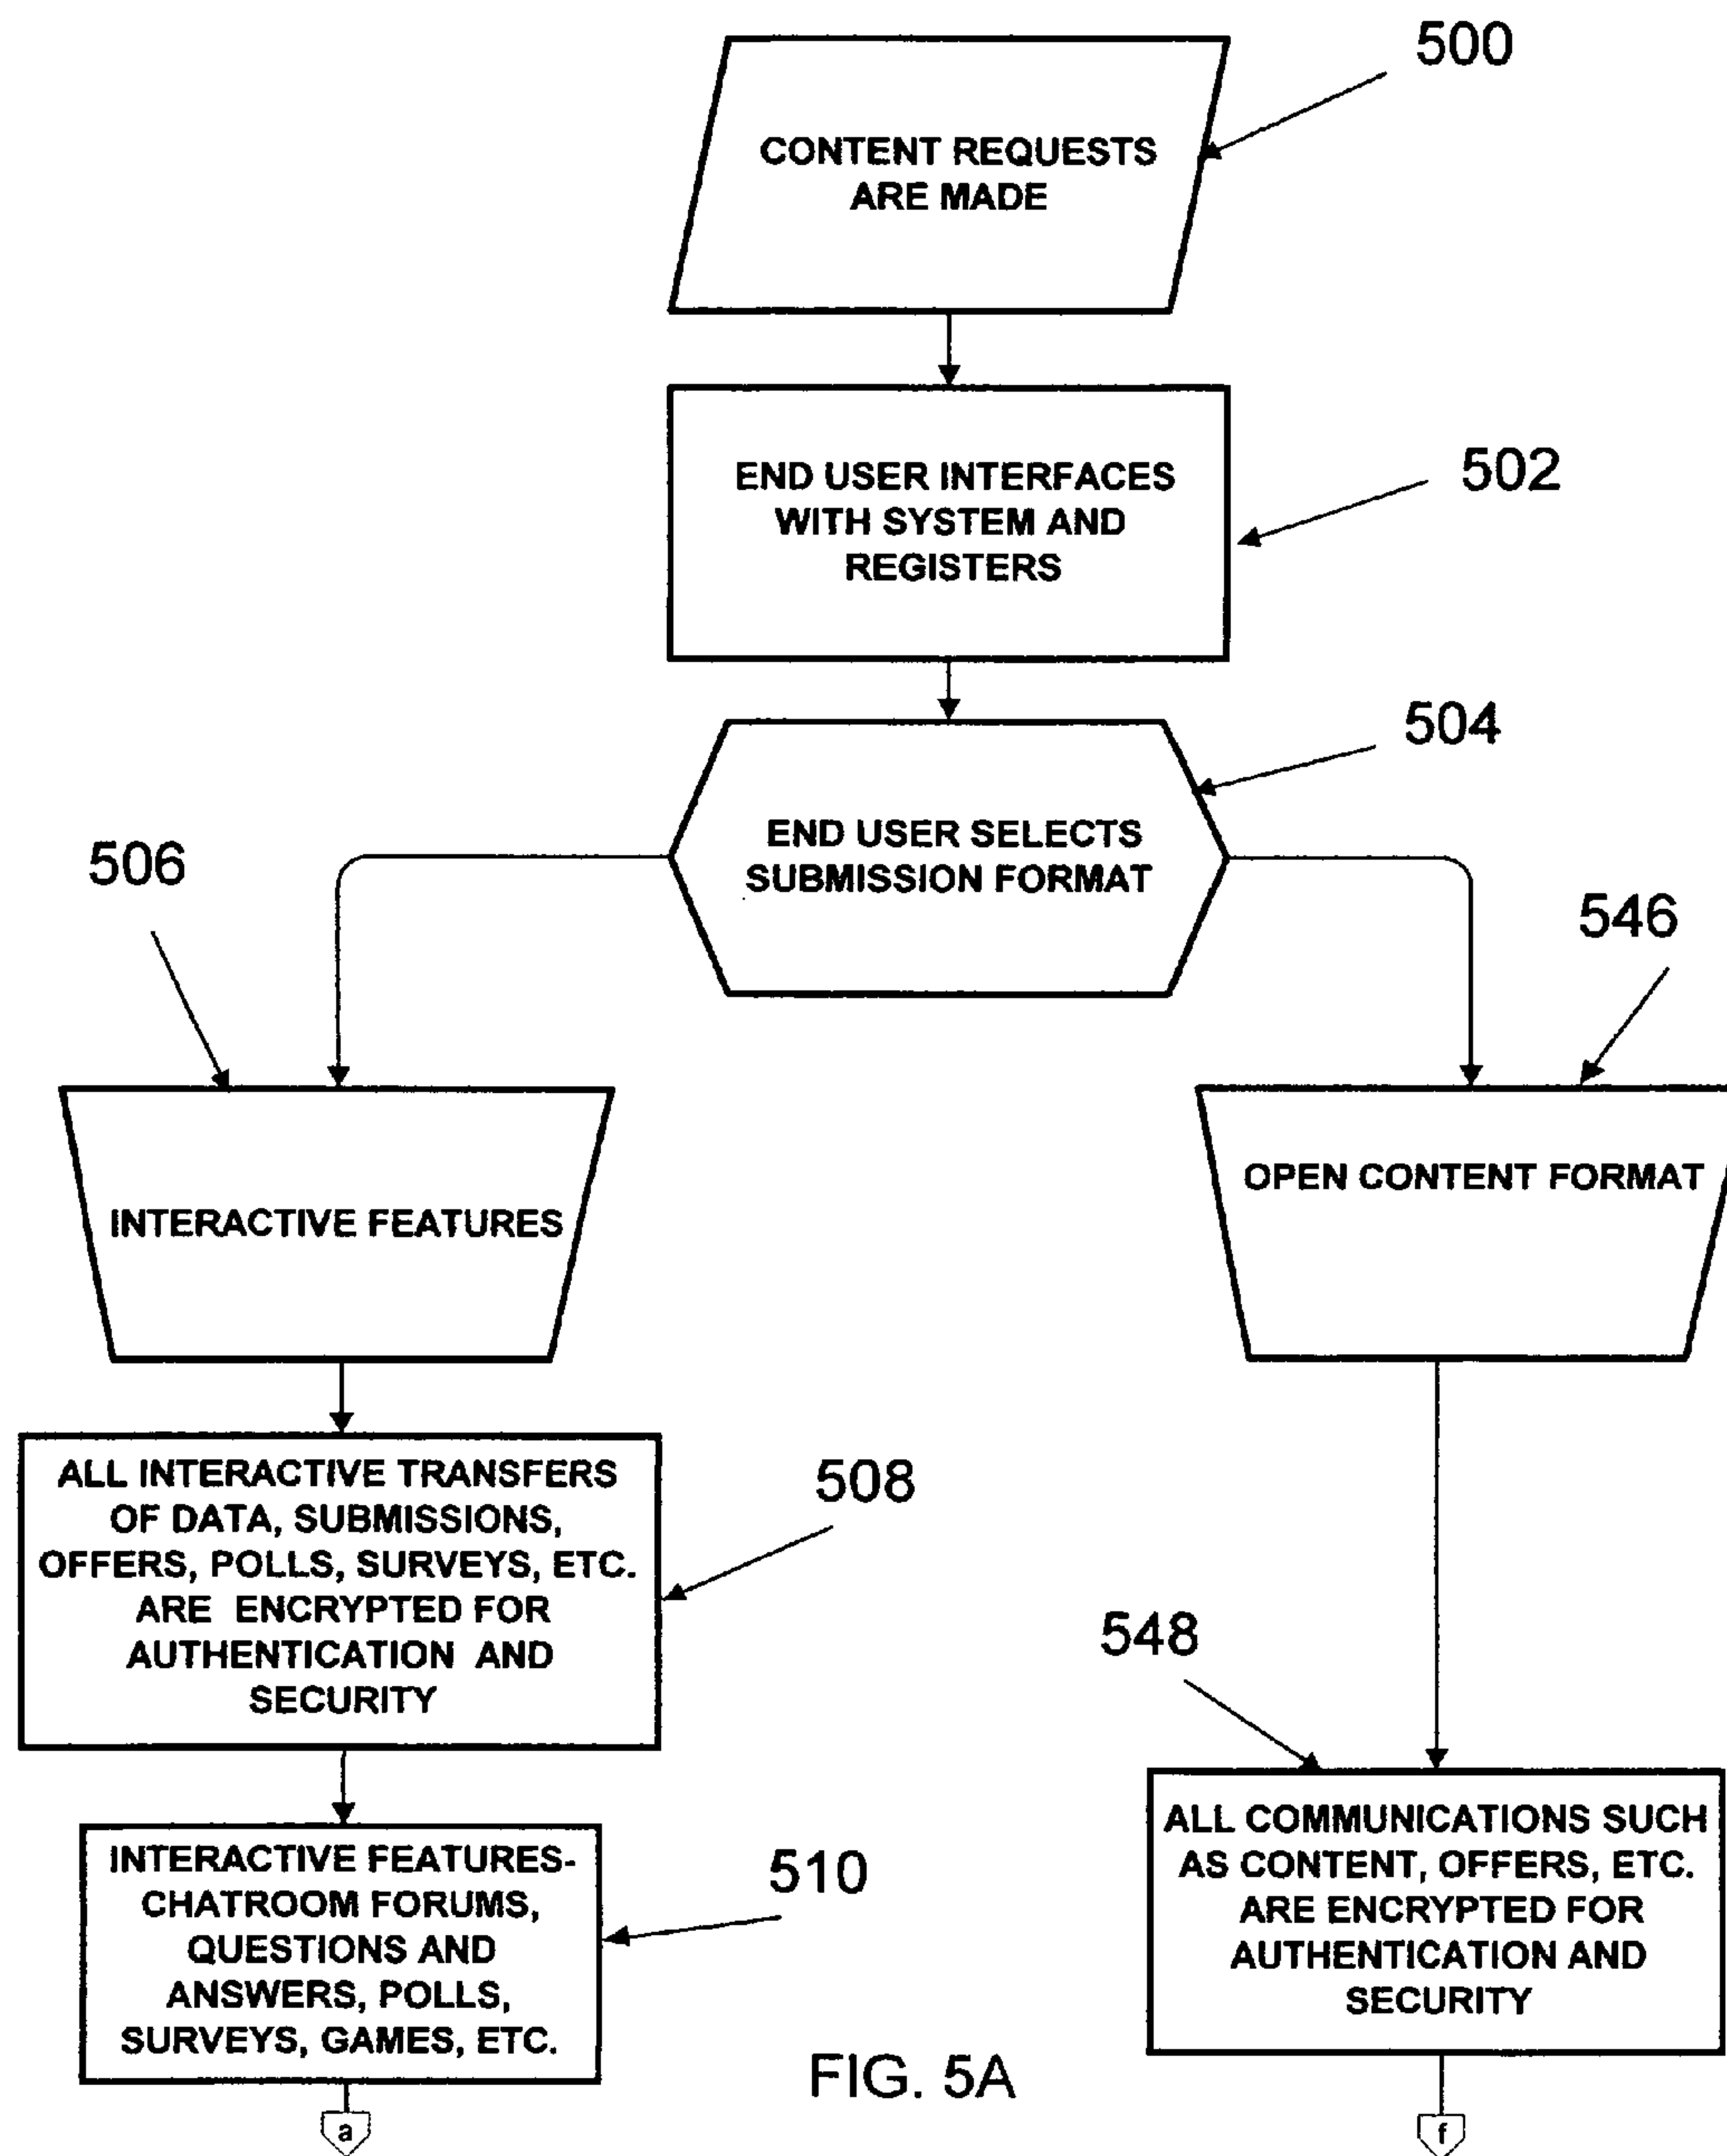 500
CONTENT REQUESTS
ARE MADE
502
END USER INTERFACES
WITH SYSTEM AND
REGISTERS
504
END USER SELECTS
SUBMISSION FORMAT
506
546
INTERACTIVE FEATURES
OPEN CONTENT FORMAT
ALL INTERACTIVE TRANSFERS
OF DATA, SUBMISSIONS,
OFFERS, POLLS, SURVEYS, ETC.
ARE ENCRYPTED FOR
AUTHENTICATION AND
SECURITY
508
548
INTERACTIVE FEATURES-
CHATROOM FORUMS,
QUESTIONS AND
ANSWERS, POLLS,
SURVEYS, GAMES, ETC.
510
ALL COMMUNICATIONS SUCH
AS CONTENT, OFFERS, ETC.
ARE ENCRYPTED FOR
AUTHENTICATION AND
SECURITY
FIG. 5A
a
f